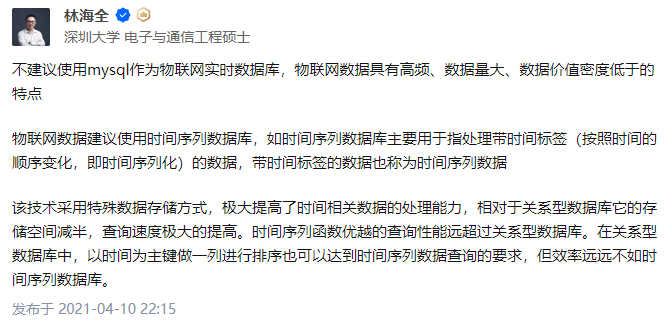 林海全
深圳大学 电子与通信工程硕士
不建议使用mysql作为物联网实时数据库，物联网数据具有高频、数据量大、数据价值密度低于的
特点
物联网数据建议使用时间序列数据库，如时间序列数据库主要用于指处理带时间标签（按照时间的
顺序变化，即时间序列化）的数据，带时间标签的数据也称为时间序列数据
该技术采用特殊数据存储方式，极大提高了时间相关数据的处理能力，相对于关系型数据库它的存
储空间减半，查询速度极大的提高。时间序列函数优越的查询性能远超过关系型数据库。在关系型
数据库中，以时间为主键做一列进行排序也可以达到时间序列数据查询的要求，但效率远远不如时
间序列数据库。
发布于 2021-04-10 22:15